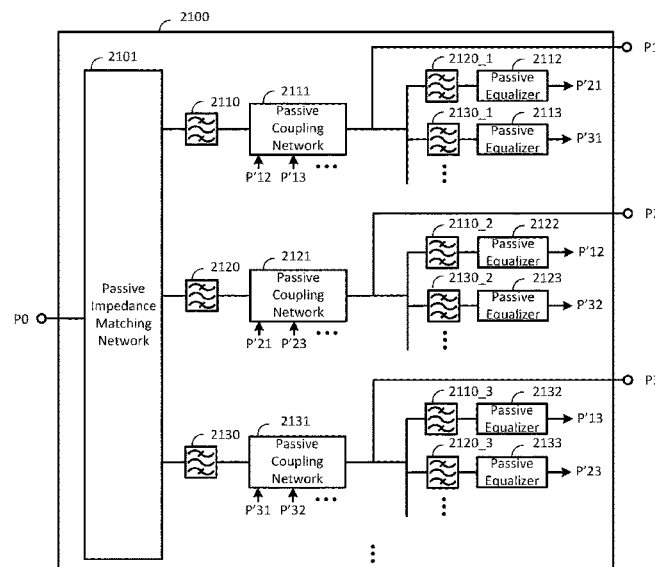 2100
2101
P1
2110
2111
Passive
Coupling
Network
P'12 P'13 •••
2120_1
2112
Passive
Equalizer
P'21
2130_1
2113
Passive
Equalizer
P'31
P2
2120
2121
Passive
Coupling
Network
P'21 P'23 •••
2110_2
2122
Passive
Equalizer
P'12
2130_2
2123
Passive
Equalizer
P'32
P0
Passive
Impedance
Matching
Network
P3
2130
2131
Passive
Coupling
Network
P'31 P'32 •••
2110_3
2132
Passive
Equalizer
P'13
2120_3
2133
Passive
Equalizer
P'23